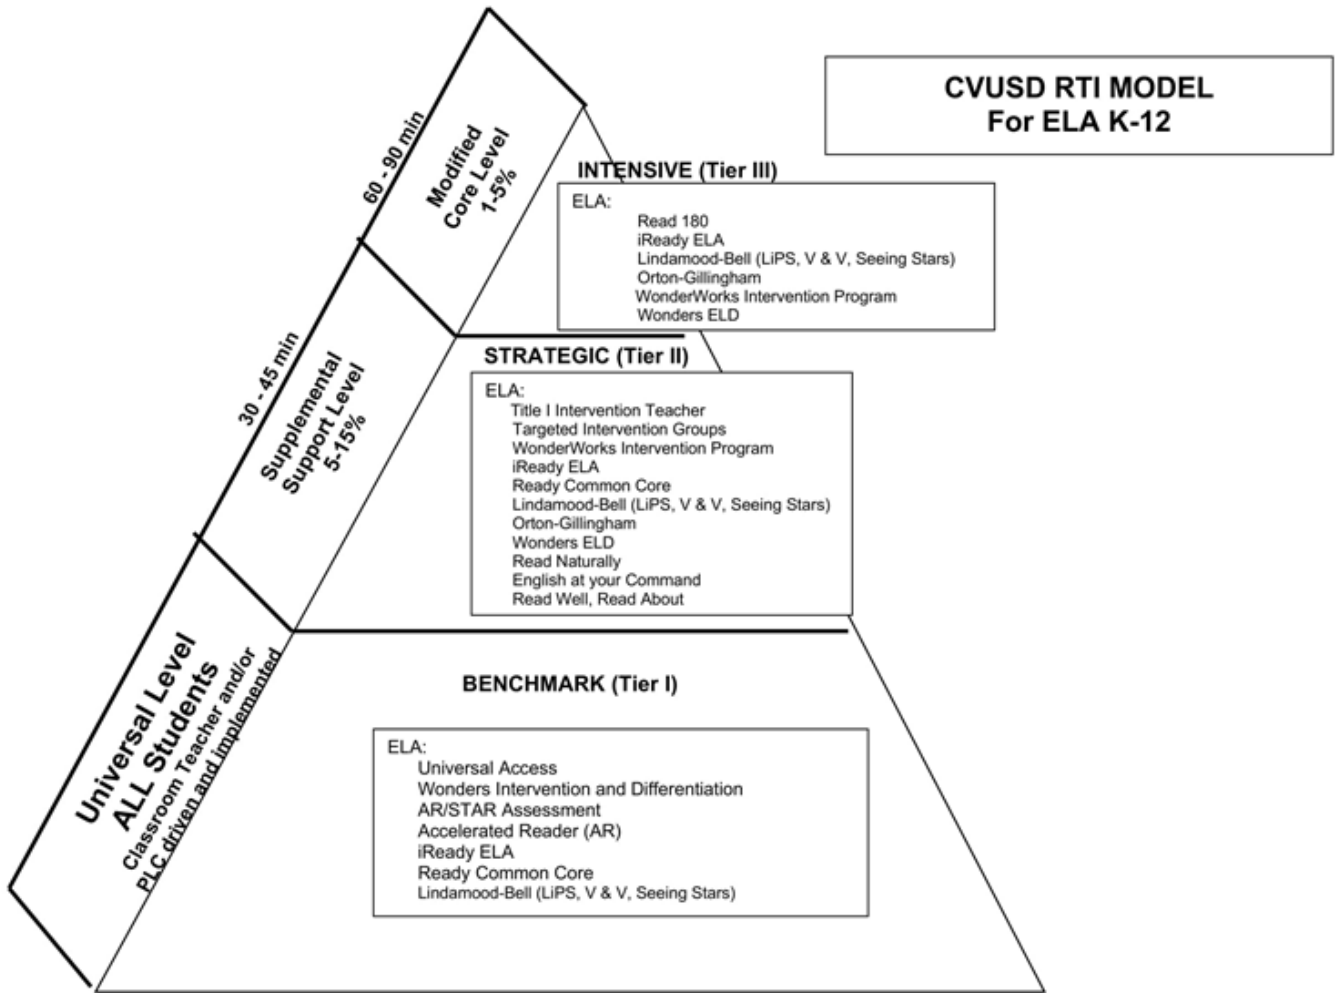 CVUSD RTI MODEL
For ELA K-12
60 - 90 min
Modified
Core Level
1-5%
INTENSIVE (Tier III)
ELA:
Read 180
iReady ELA
Lindamood-Bell (LiPS, V & V, Seeing Stars)
Orton-Gillingham
WonderWorks Intervention Program
Wonders ELD
30 - 45 min
Supplemental
Support Level
5-15%
STRATEGIC (Tier II)
ELA:
Title I Intervention Teacher
Targeted Intervention Groups
WonderWorks Intervention Program
iReady ELA
Ready Common Core
Lindamood-Bell (LiPS, V & V, Seeing Stars)
Orton-Gillingham
Wonders ELD
Read Naturally
English at your Command
Read Well, Read About
Universal Level
ALL Students
Classroom Teacher and/or
PLC driven and implemented
BENCHMARK (Tier I)
ELA:
Universal Access
Wonders Intervention and Differentiation
AR/STAR Assessment
Accelerated Reader (AR)
iReady ELA
Ready Common Core
Lindamood-Bell (LiPS, V & V, Seeing Stars)